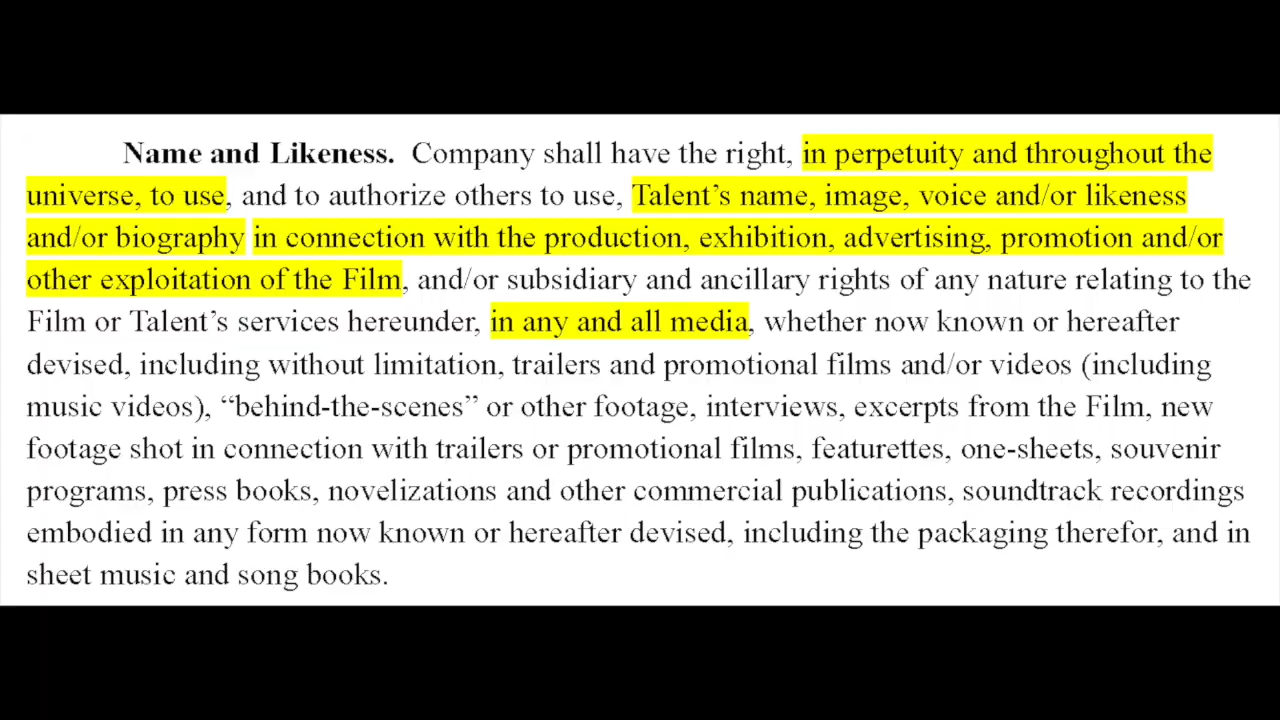 Name and Likeness. Company shall have the right, in perpetuity and throughout the
universe, to use, and to authorize others to use, Talent’s name, image, voice and/or likeness
and/or biography in connection with the production, exhibition, advertising, promotion and/or
other exploitation of the Film, and/or subsidiary and ancillary rights of any nature relating to the
Film or Talent’s services hereunder, in any and all media, whether now known or hereafter
devised, including without limitation, trailers and promotional films and/or videos (including
music videos), “behind-the-scenes” or other footage, interviews, excerpts from the Film, new
footage shot in connection with trailers or promotional films, featurettes, one-sheets, souvenir
programs, press books, novelizations and other commercial publications, soundtrack recordings
embodied in any form now known or hereafter devised, including the packaging therefor, and in
sheet music and song books.